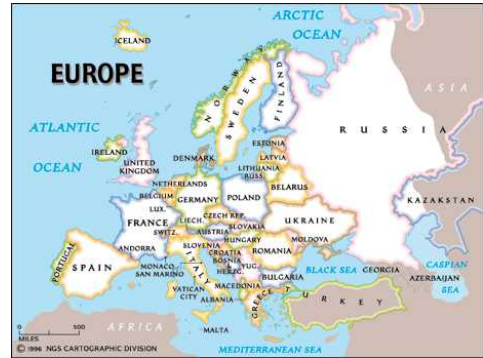 ARCTIC
OCEAN
ICELAND
EUROPE
NORWAY
SWEDEN
FINLAND
ASIA
RUSSIA
ATLANTIC
OCEAN
ESTONIA
LATVIA
LITHUANIA
RUSS.
DENMARK
IRELAND
UNITED
KINGDOM
NETHERLANDS
BELGIUM
GERMANY
POLAND
BELARUS
KAZAKHSTAN
LUX.
CZECH REP.
SLOVAKIA
UKRAINE
FRANCE
LIECH.
SWITZ.
AUSTRIA
HUNGARY
MOLDOVA
SLOVENIA
ROMANIA
ANDORRA
CROATIA
BOSNIA
HERZG.
YUG.
PORTUGAL
SPAIN
MONACO
SAN MARINO
ITALY
BULGARIA
BLACK SEA
GEORGIA
CASPIAN
SEA
AZERBAIJAN
VATICAN
CITY
MACEDONIA
ALBANIA
GREECE
TURKEY
AFRICA
MALTA
MEDITERRANEAN SEA
0 500
MILES
© 1996 NGS CARTOGRAPHIC DIVISION